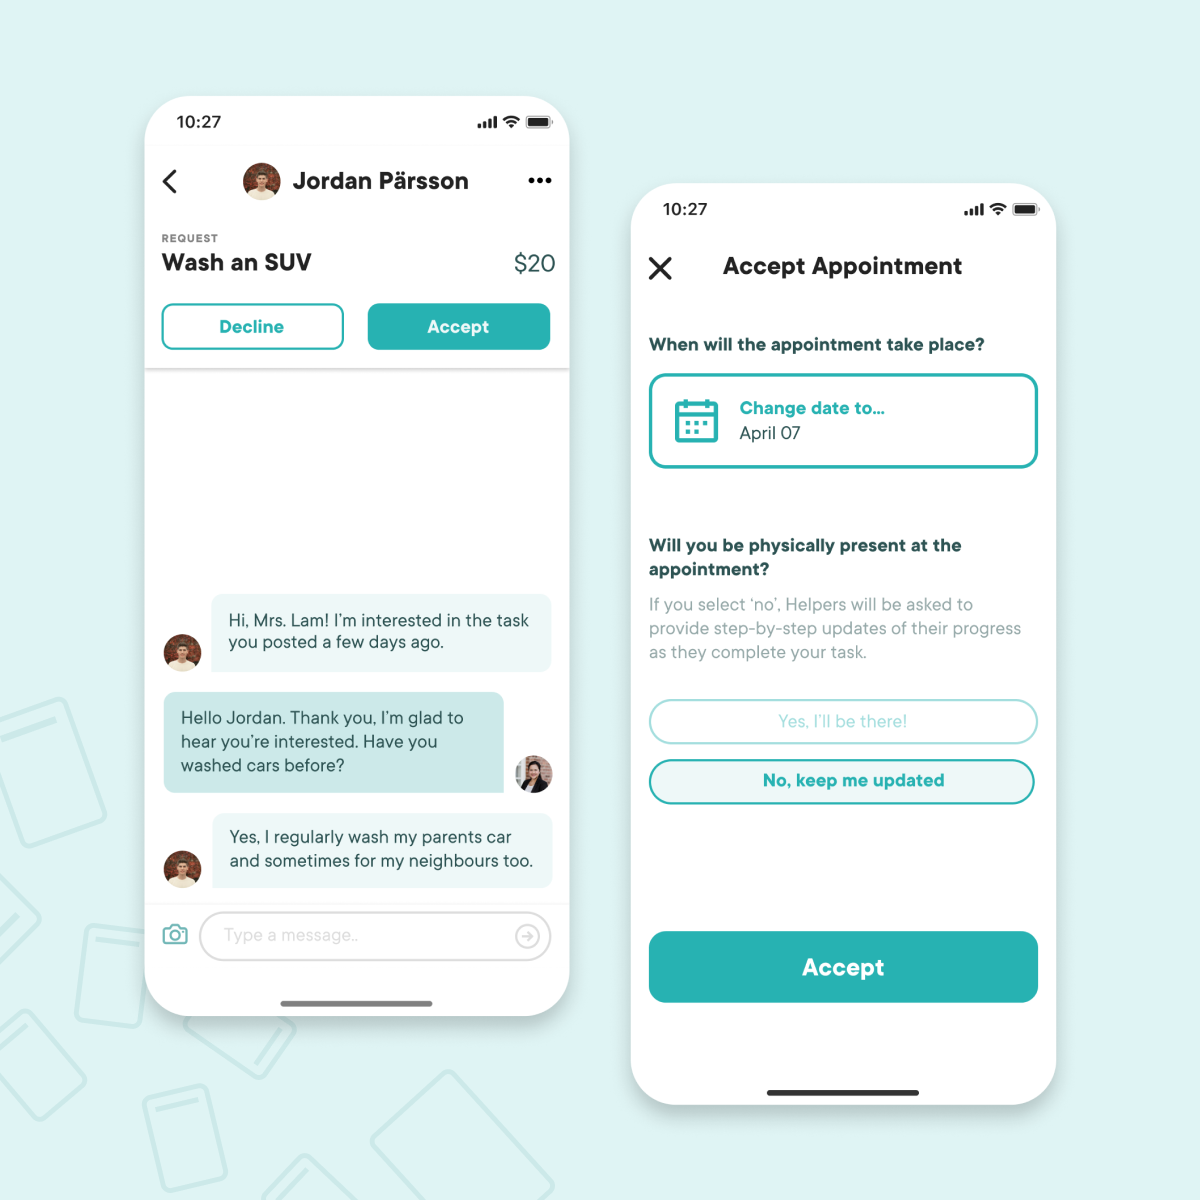 10:27
Jordan Pärsson
REQUEST
Wash an SUV
$20
Decline
Accept
Hi, Mrs. Lam! I'm interested in the task
you posted a few days ago.
Hello Jordan. Thank you, I'm glad to
hear you're interested. Have you
washed cars before?
Yes, I regularly wash my parents car
and sometimes for my neighbours too.
Type a message..
10:27
Accept Appointment
When will the appointment take place?
Change date to...
April 07
Will you be physically present at the
appointment?
If you select ‘no’, Helpers will be asked to
provide step-by-step updates of their progress
as they complete your task.
Yes, I'll be there!
No, keep me updated
Accept